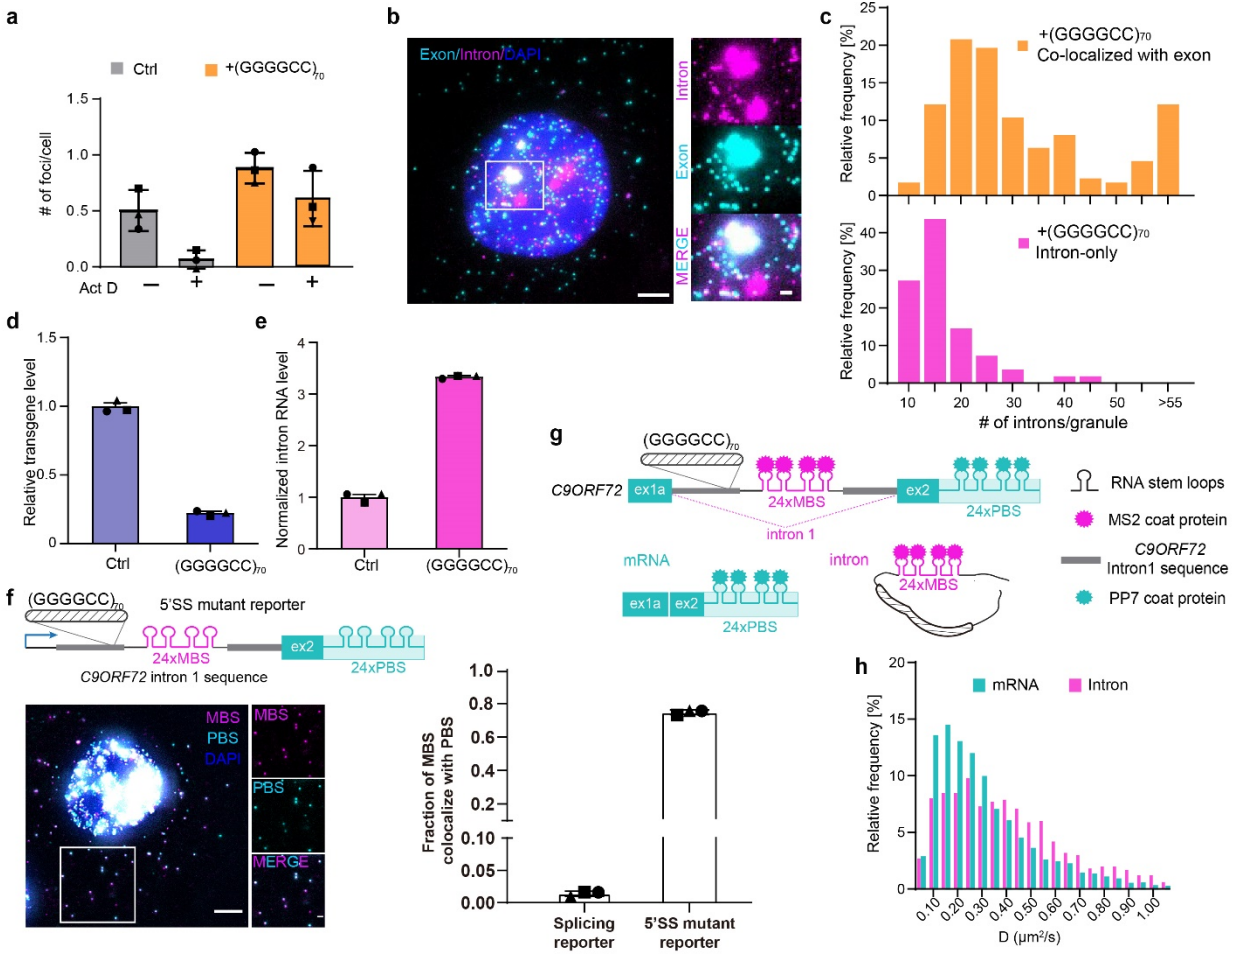 a
Ctrl
+(GGGGCC)70
# of foci/cell
1.5
1.0
0.5
0.0
Act D
−
+
−
+
b
Exon/Intron/DAPI
Intron
Exon
MERGE
c
Relative frequency [%]
25
20
15
10
5
0
+(GGGGCC)70
Co-localized with exon
Relative frequency [%]
40
30
20
10
0
+(GGGGCC)70
Intron-only
10
20
30
40
50
>55
# of introns/granule
d
Relative transgene level
1.5
1.0
0.5
0
Ctrl
(GGGGCC)70
e
Normalized intron RNA level
4
3
2
1
0
Ctrl
(GGGGCC)70
f
(GGGGCC)70
5'SS mutant reporter
24xMBS
ex2
24xPBS
C9ORF72 intron 1 sequence
MBS
PBS
DAPI
MBS
PBS
MERGE
Fraction of MBS
colocalize with PBS
1.0
0.8
0.6
0.4
0.2
0.10
0.05
0.00
Splicing
reporter
5'SS mutant
reporter
g
(GGGGCC)70
C9ORF72
ex1a
24xMBS
ex2
24xPBS
intron 1
mRNA
ex1a
ex2
24xPBS
intron
24xMBS
RNA stem loops
MS2 coat protein
C9ORF72
Intron1 sequence
PP7 coat protein
h
Relative frequency [%]
20
15
10
5
0
mRNA
Intron
0.10
0.20
0.30
0.40
0.50
0.60
0.70
0.80
0.90
1.00
D (µm²/s)